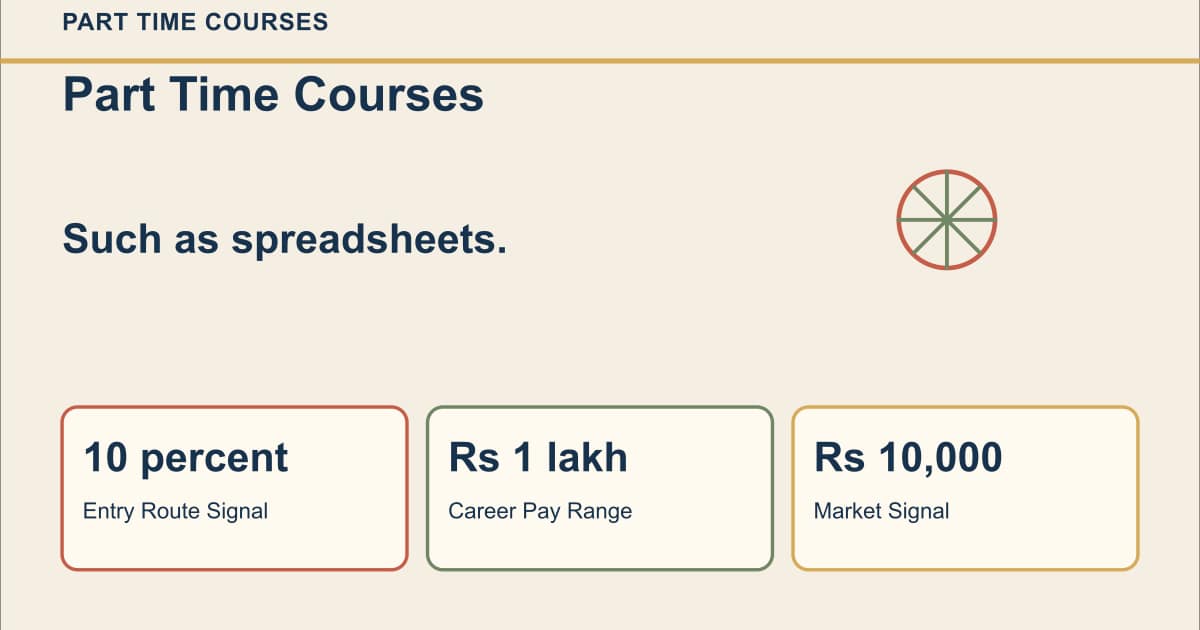 PART TIME COURSES
Part Time Courses
Such as spreadsheets.
10 percent
Entry Route Signal
Rs 1 lakh
Career Pay Range
Rs 10,000
Market Signal